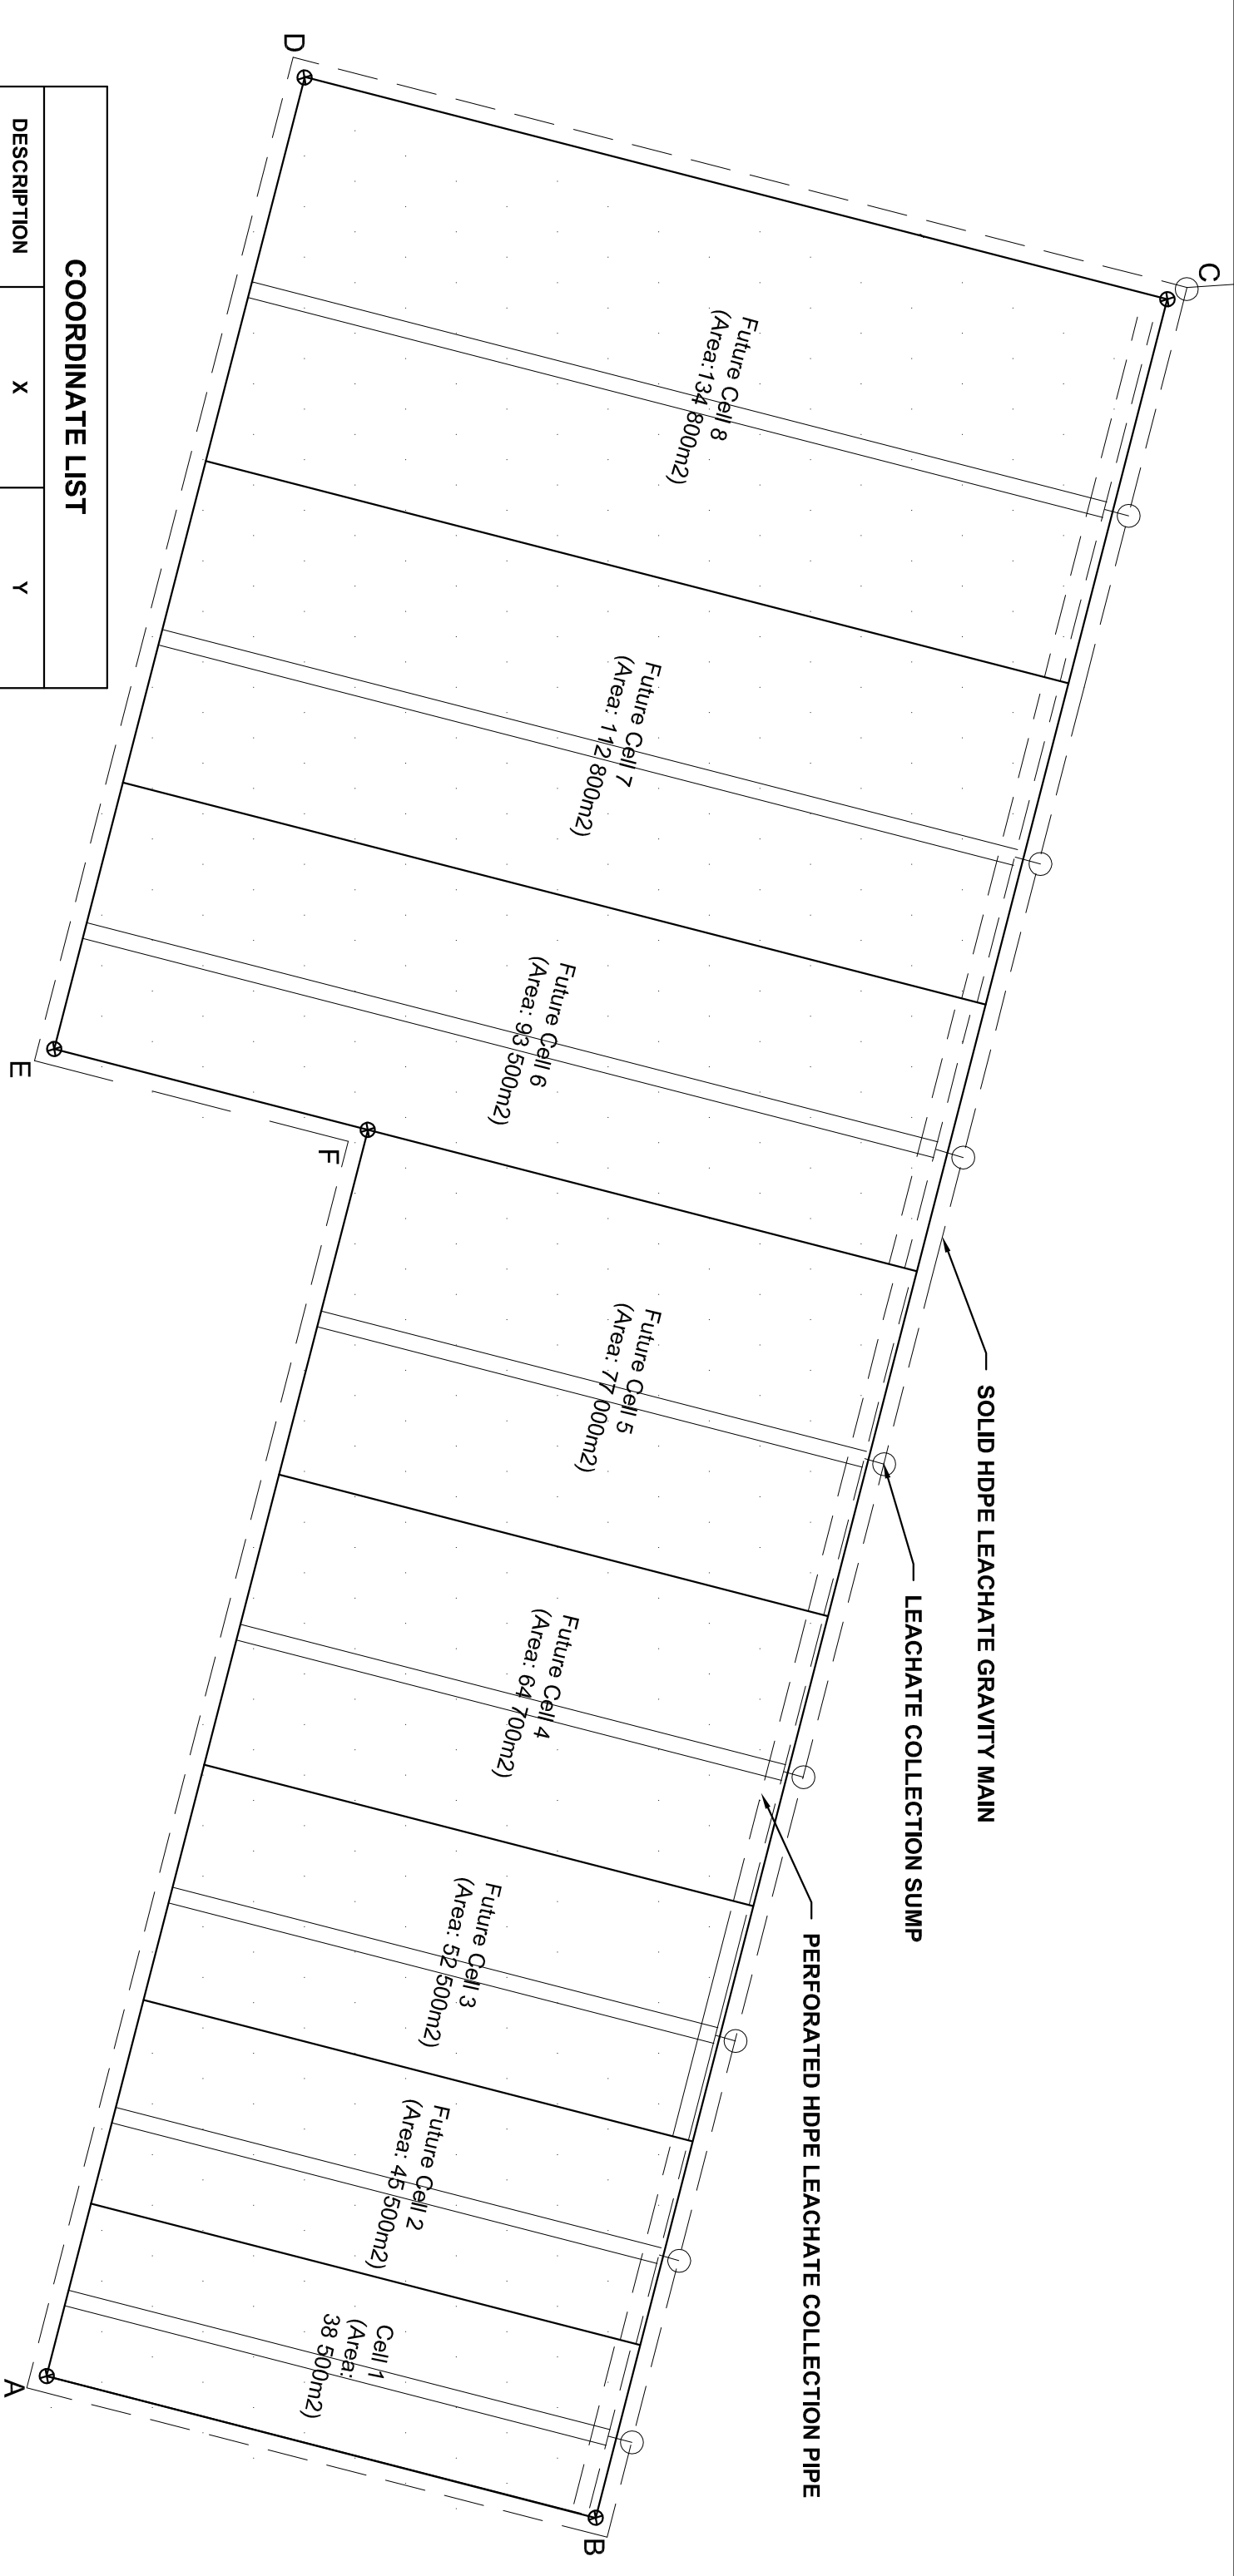 C
D
Future Cell 8
(Area:134 800m2)
Future Cell 7
(Area: 112 800m2)
Future Cell 6
(Area: 93 500m2)
E
F
Future Cell 5
(Area: 77 000m2)
Future Cell 4
(Area: 64 700m2)
Future Cell 3
(Area: 52 500m2)
Future Cell 2
(Area: 45 500m2)
Cell 1
(Area:
38 500m2)
A
B
SOLID HDPE LEACHATE GRAVITY MAIN
LEACHATE COLLECTION SUMP
PERFORATED HDPE LEACHATE COLLECTION PIPE
COORDINATE LIST
DESCRIPTION X Y